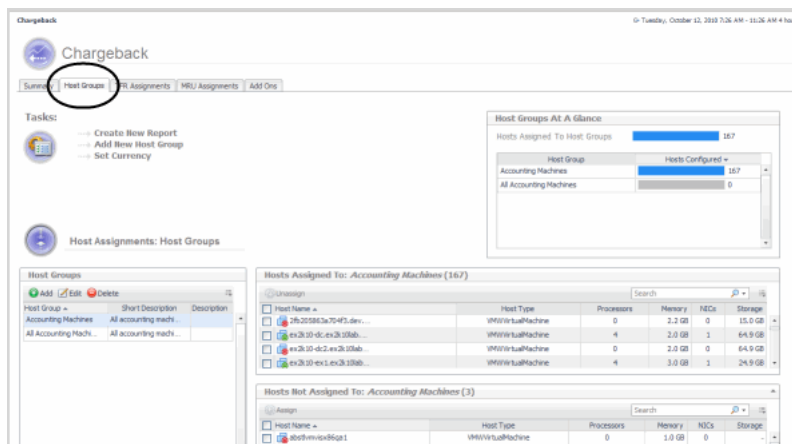 Chargeback
Tuesday, October 12, 2010 7:26 AM - 11:26 AM 4 hou
Chargeback
Summary Host Groups TFR Assignments MRU Assignments Add Ons
Tasks:
Create New Report
Add New Host Group
Set Currency
Host Groups At A Glance
Hosts Assigned To Host Groups 167
Host Group Hosts Configured
Accounting Machines 167
All Accounting Machines 0
Host Assignments: Host Groups
Host Groups
Add Edit Delete
Host Group Short Description Description
Accounting Machines All accounting machi...
All Accounting Machi... All accounting machi...
Hosts Assigned To: Accounting Machines (167)
Unassign Search
Host Name Host Type Processors Memory NICs Storage
2fb205863a704f3.dev.... VMWVirtualMachine 0 2.2 GB 0 15.0 GB
ex2k10-dc.ex2k10lab.... VMWVirtualMachine 4 2.0 GB 1 64.9 GB
ex2k10-dc2.ex2k10lab... VMWVirtualMachine 0 2.0 GB 0 64.9 GB
ex2k10-ex1.ex2k10lab... VMWVirtualMachine 4 3.0 GB 1 24.9 GB
Hosts Not Assigned To: Accounting Machines (3)
Assign Search
Host Name Host Type Processors Memory NICs Storage
VMWVirtualMachine 0 1.0 GB 0 -